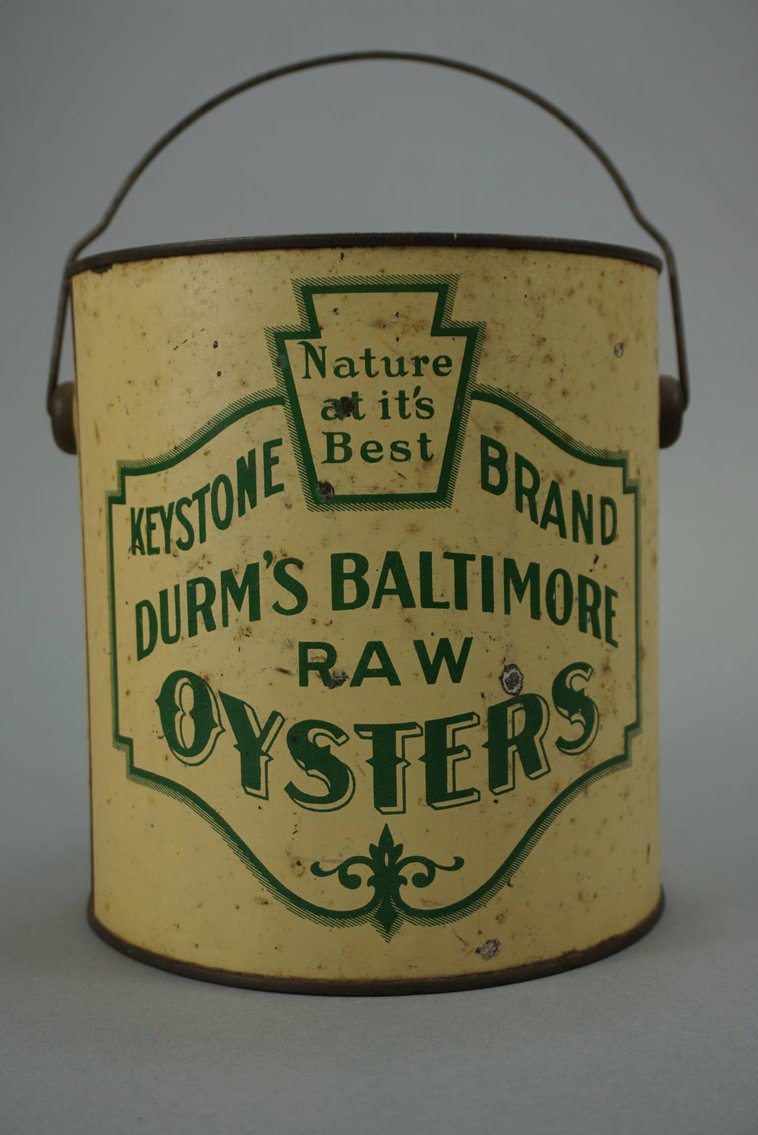 Nature
at it's
Best
KEYSTONE BRAND
DURM'S BALTIMORE
RAW
OYSTERS